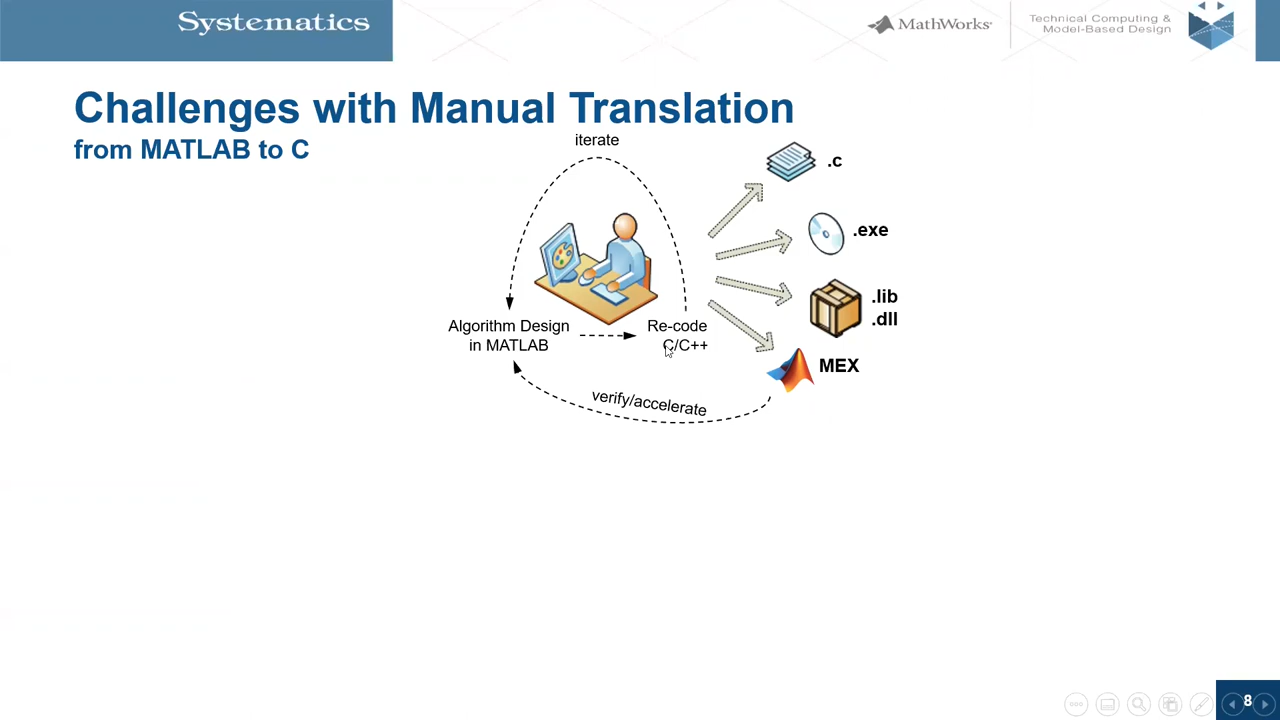 Systematics
MathWorks
Technical Computing &
Model-Based Design
Challenges with Manual Translation
from MATLAB to C
iterate
.c
.exe
.lib
.dll
Algorithm Design
in MATLAB
Re-code
C/C++
MEX
verify/accelerate
8